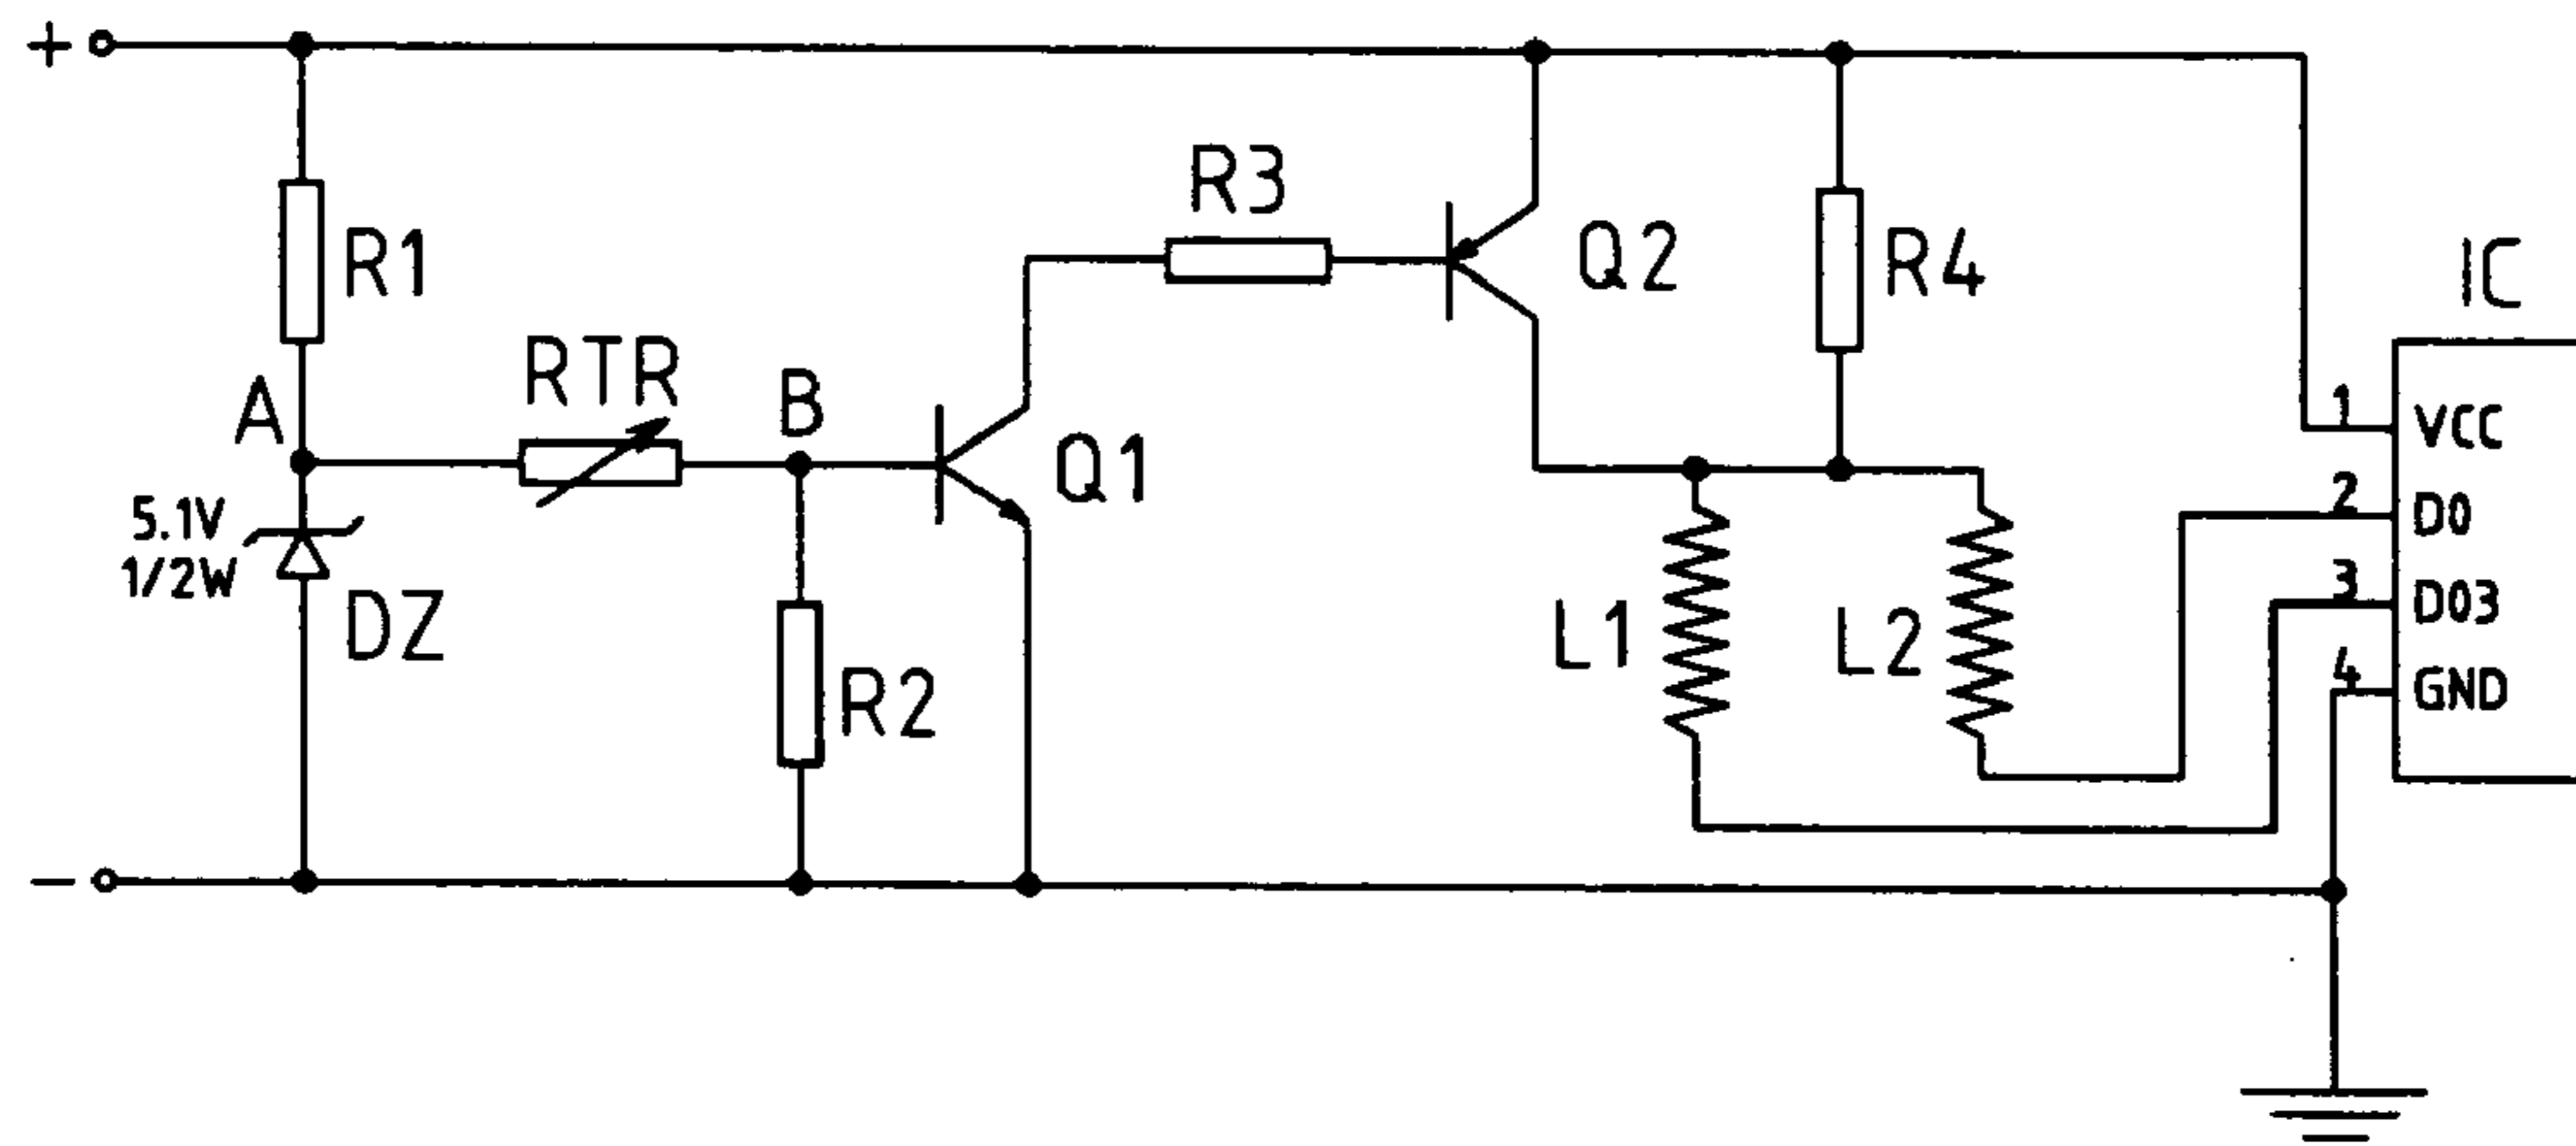 +
R1
A
5.1V
1/2W
DZ
RTR
B
R2
Q1
R3
Q2
R4
L1
L2
IC
1 VCC
2 D0
3 D03
4 GND
−